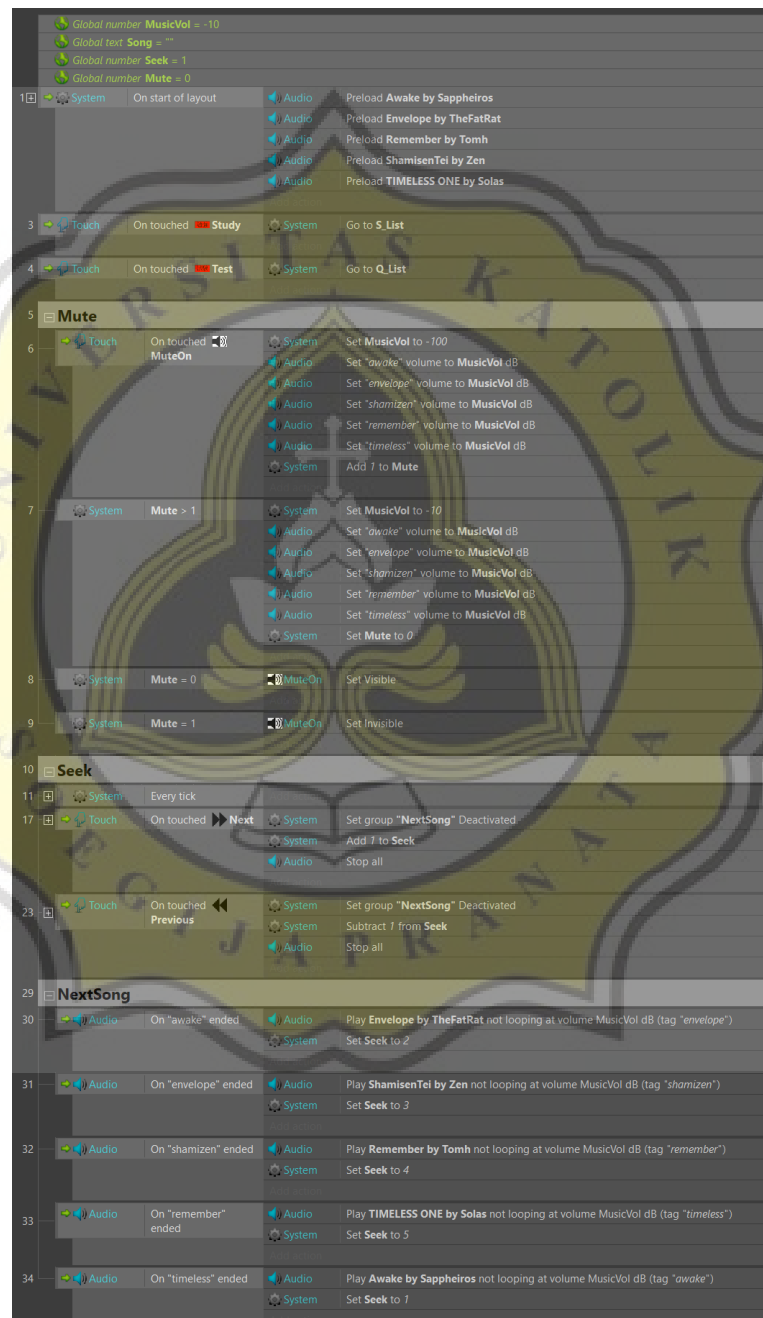 Global number MusicVol = -10
Global text Song = ""
Global number Seek = 1
Global number Mute = 0
1 System On start of layout Audio Preload Awake by Sappheiros
Audio Preload Envelope by TheFatRat
Audio Preload Remember by Tomh
Audio Preload ShamisenTei by Zen
Audio Preload TIMELESS ONE by Solas
3 Touch On touched Study System Go to S_List
4 Touch On touched Test System Go to Q_List
5 Mute
6 Touch On touched MuteOn System Set MusicVol to -100
Audio Set "awake" volume to MusicVol dB
Audio Set "envelope" volume to MusicVol dB
Audio Set "shamizen" volume to MusicVol dB
Audio Set "remember" volume to MusicVol dB
Audio Set "timeless" volume to MusicVol dB
System Add 1 to Mute
7 System Mute > 1 System Set MusicVol to -10
Audio Set "awake" volume to MusicVol dB
Audio Set "envelope" volume to MusicVol dB
Audio Set "shamizen" volume to MusicVol dB
Audio Set "remember" volume to MusicVol dB
Audio Set "timeless" volume to MusicVol dB
System Set Mute to 0
8 System Mute = 0 MuteOn Set Visible
9 System Mute = 1 MuteOn Set Invisible
10 Seek
11 System Every tick
17 Touch On touched Next System Set group "NextSong" Deactivated
System Add 1 to Seek
Audio Stop all
23 Touch On touched Previous System Set group "NextSong" Deactivated
System Subtract 1 from Seek
Audio Stop all
29 NextSong
30 Audio On "awake" ended Audio Play Envelope by TheFatRat not looping at volume MusicVol dB (tag "envelope")
System Set Seek to 2
31 Audio On "envelope" ended Audio Play ShamisenTei by Zen not looping at volume MusicVol dB (tag "shamizen")
System Set Seek to 3
Add action
32 Audio On "shamizen" ended Audio Play Remember by Tomh not looping at volume MusicVol dB (tag "remember")
System Set Seek to 4
33 Audio On "remember" ended Audio Play TIMELESS ONE by Solas not looping at volume MusicVol dB (tag "timeless")
System Set Seek to 5
34 Audio On "timeless" ended Audio Play Awake by Sappheiros not looping at volume MusicVol dB (tag "awake")
System Set Seek to 1
UNIVERSITAS KATOLIK
SOEGIJAPRANATA